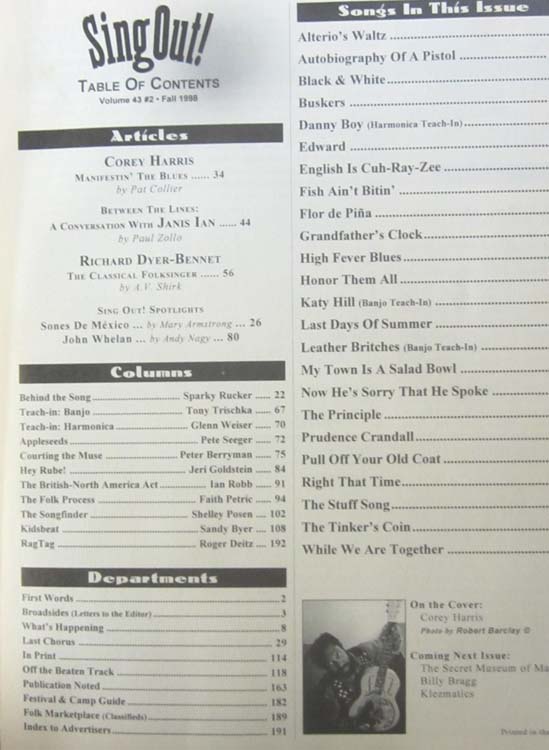 Sing Out!
TABLE OF CONTENTS
Volume 43 #2 • Fall 1998
Articles
COREY HARRIS
MANIFESTIN' THE BLUES ...... 34
by Pat Collier
BETWEEN THE LINES:
A CONVERSATION WITH JANIS IAN ..... 44
by Paul Zollo
RICHARD DYER-BENNET
THE CLASSICAL FOLKSINGER ...... 56
by A.V. Shirk
SING OUT! SPOTLIGHTS
Sones De México ... by Mary Armstrong ... 26
John Whelan ... by Andy Nagy ... 80
Columns
Behind the Song ..... Sparky Rucker ..... 22
Teach-in: Banjo ..... Tony Trischka ..... 67
Teach-in: Harmonica ..... Glenn Weiser ..... 70
Appleseeds ..... Pete Seeger ..... 72
Courting the Muse ..... Peter Berryman ..... 75
Hey Rube! ..... Jeri Goldstein ..... 84
The British-North America Act ..... Ian Robb ..... 91
The Folk Process ..... Faith Petric ..... 94
The Songfinder ..... Shelley Posen ..... 102
Kidsbeat ..... Sandy Byer ..... 108
RagTag ..... Roger Deitz ..... 192
Departments
First Words ..... 2
Broadsides (Letters to the Editor) ..... 3
What's Happening ..... 8
Last Chorus ..... 29
In Print ..... 114
Off the Beaten Track ..... 118
Publication Noted ..... 163
Festival & Camp Guide ..... 182
Folk Marketplace (Classifieds) ..... 189
Index to Advertisers ..... 191
Songs In This Issue
Alterio's Waltz .....
Autobiography Of A Pistol .....
Black & White .....
Buskers .....
Danny Boy (Harmonica Teach-In) .....
Edward .....
English Is Cuh-Ray-Zee .....
Fish Ain't Bitin' .....
Flor de Piña .....
Grandfather's Clock .....
High Fever Blues .....
Honor Them All .....
Katy Hill (Banjo Teach-In) .....
Last Days Of Summer .....
Leather Britches (Banjo Teach-In) .....
My Town Is A Salad Bowl .....
Now He's Sorry That He Spoke .....
The Principle .....
Prudence Crandall .....
Pull Off Your Old Coat .....
Right That Time .....
The Stuff Song .....
The Tinker's Coin .....
While We Are Together .....
On the Cover:
Corey Harris
Photo by Robert Barclay ©
Coming Next Issue:
The Secret Museum of Ma
Billy Bragg
Klezmatics
Printed in the